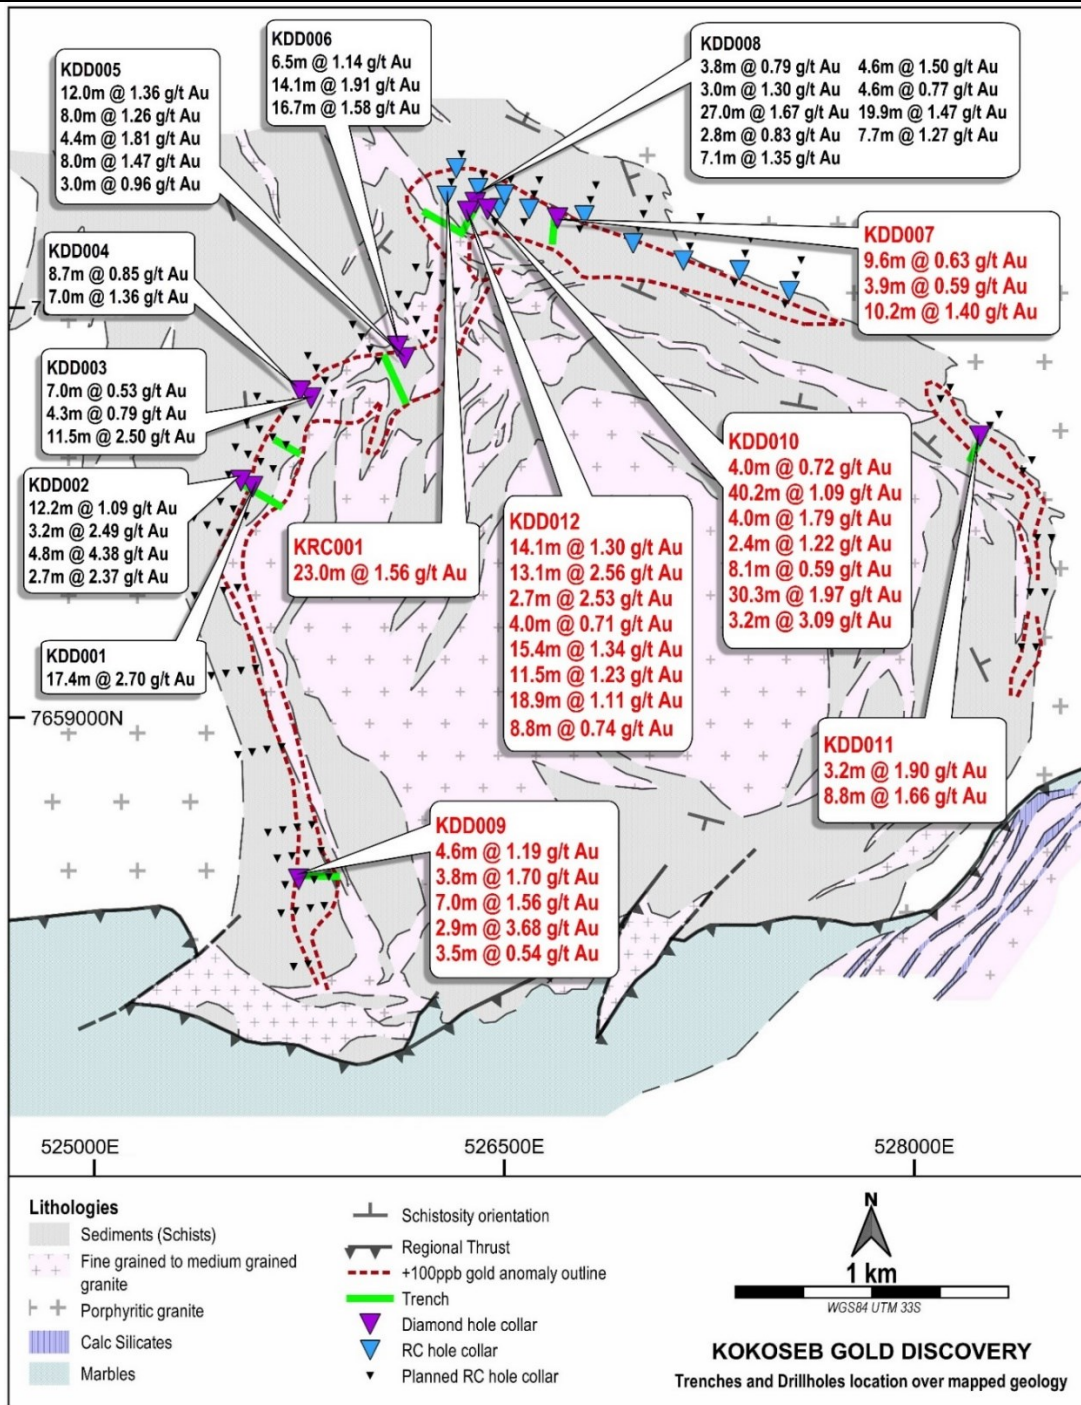 KDD006
6.5m @ 1.14 g/t Au
14.1m @ 1.91 g/t Au
16.7m @ 1.58 g/t Au
KDD008
3.8m @ 0.79 g/t Au 4.6m @ 1.50 g/t Au
3.0m @ 1.30 g/t Au 4.6m @ 0.77 g/t Au
27.0m @ 1.67 g/t Au 19.9m @ 1.47 g/t Au
2.8m @ 0.83 g/t Au 7.7m @ 1.27 g/t Au
7.1m @ 1.35 g/t Au
KDD005
12.0m @ 1.36 g/t Au
8.0m @ 1.26 g/t Au
4.4m @ 1.81 g/t Au
8.0m @ 1.47 g/t Au
3.0m @ 0.96 g/t Au
KDD007
9.6m @ 0.63 g/t Au
3.9m @ 0.59 g/t Au
10.2m @ 1.40 g/t Au
KDD004
8.7m @ 0.85 g/t Au
7.0m @ 1.36 g/t Au
7
KDD003
7.0m @ 0.53 g/t Au
4.3m @ 0.79 g/t Au
11.5m @ 2.50 g/t Au
KDD010
4.0m @ 0.72 g/t Au
40.2m @ 1.09 g/t Au
4.0m @ 1.79 g/t Au
2.4m @ 1.22 g/t Au
8.1m @ 0.59 g/t Au
30.3m @ 1.97 g/t Au
3.2m @ 3.09 g/t Au
KDD002
12.2m @ 1.09 g/t Au
3.2m @ 2.49 g/t Au
4.8m @ 4.38 g/t Au
2.7m @ 2.37 g/t Au
KDD012
14.1m @ 1.30 g/t Au
13.1m @ 2.56 g/t Au
2.7m @ 2.53 g/t Au
4.0m @ 0.71 g/t Au
15.4m @ 1.34 g/t Au
11.5m @ 1.23 g/t Au
18.9m @ 1.11 g/t Au
8.8m @ 0.74 g/t Au
KRC001
23.0m @ 1.56 g/t Au
KDD001
17.4m @ 2.70 g/t Au
7659000N
KDD011
3.2m @ 1.90 g/t Au
8.8m @ 1.66 g/t Au
KDD009
4.6m @ 1.19 g/t Au
3.8m @ 1.70 g/t Au
7.0m @ 1.56 g/t Au
2.9m @ 3.68 g/t Au
3.5m @ 0.54 g/t Au
525000E 526500E 528000E
Lithologies
Sediments (Schists)
Fine grained to medium grained
granite
Porphyritic granite
Calc Silicates
Marbles
Schistosity orientation
Regional Thrust
+100ppb gold anomaly outline
Trench
Diamond hole collar
RC hole collar
Planned RC hole collar
N
1 km
WGS84 UTM 33S
KOKOSEB GOLD DISCOVERY
Trenches and Drillholes location over mapped geology